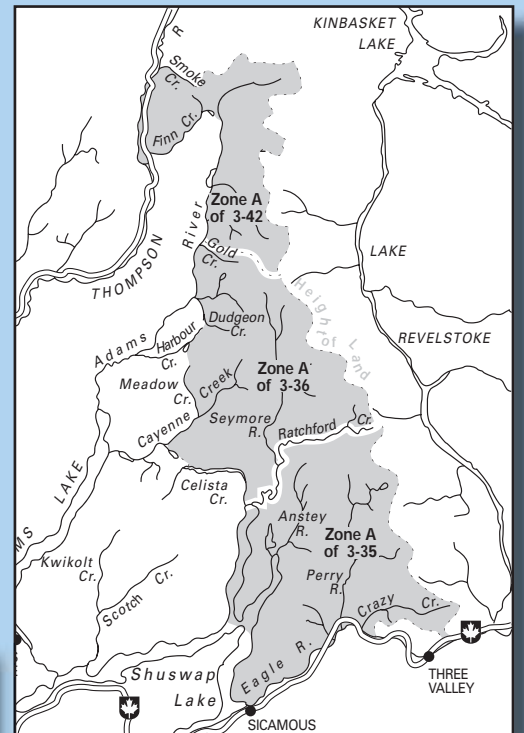 KINBASKET
LAKE
R
Smoke
Cr.
Finn Cr.
Zone A
of 3-42
River
THOMPSON
Gold
Cr.
LAKE
Height
of
Land
REVELSTOKE
Adams
Harbour
Cr.
Dudgeon
Cr.
Zone A
of 3-36
Meadow
Cr.
Cayenne Creek
Seymore
R.
Ratchford Cr.
Celista
Cr.
MS LAKE
Anstey
R.
Zone A
of 3-35
Kwikolt
Cr.
Scotch Cr.
Perry
R.
Crazy Cr.
Eagle R.
Shuswap
Lake
THREE
VALLEY
SICAMOUS